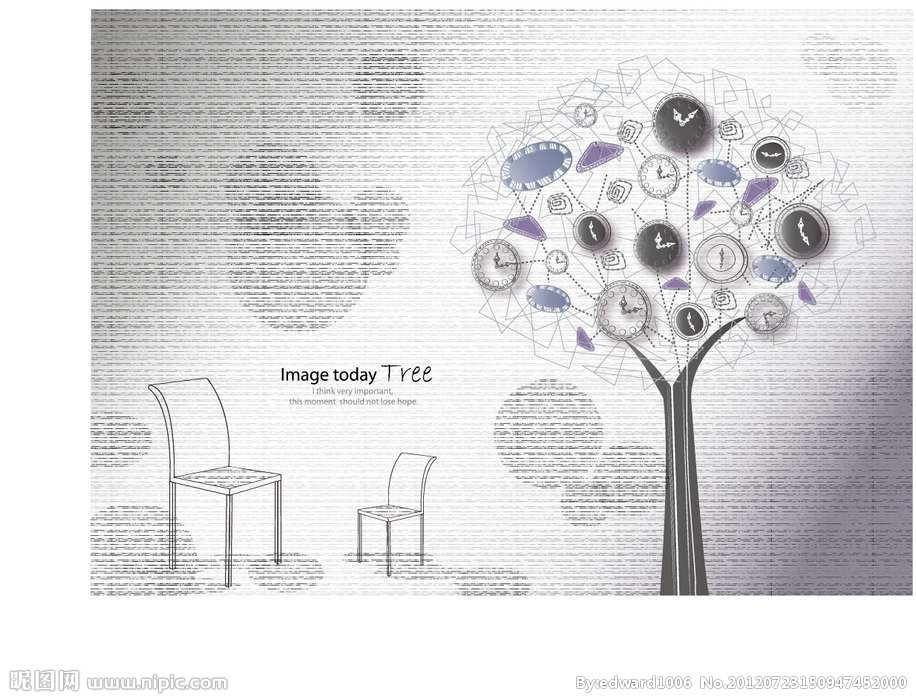 Image today Tree
I think very important,
this moment should not lose hope.
昵图网 www.nipic.com
By:edward1006 No.20120723150947452000